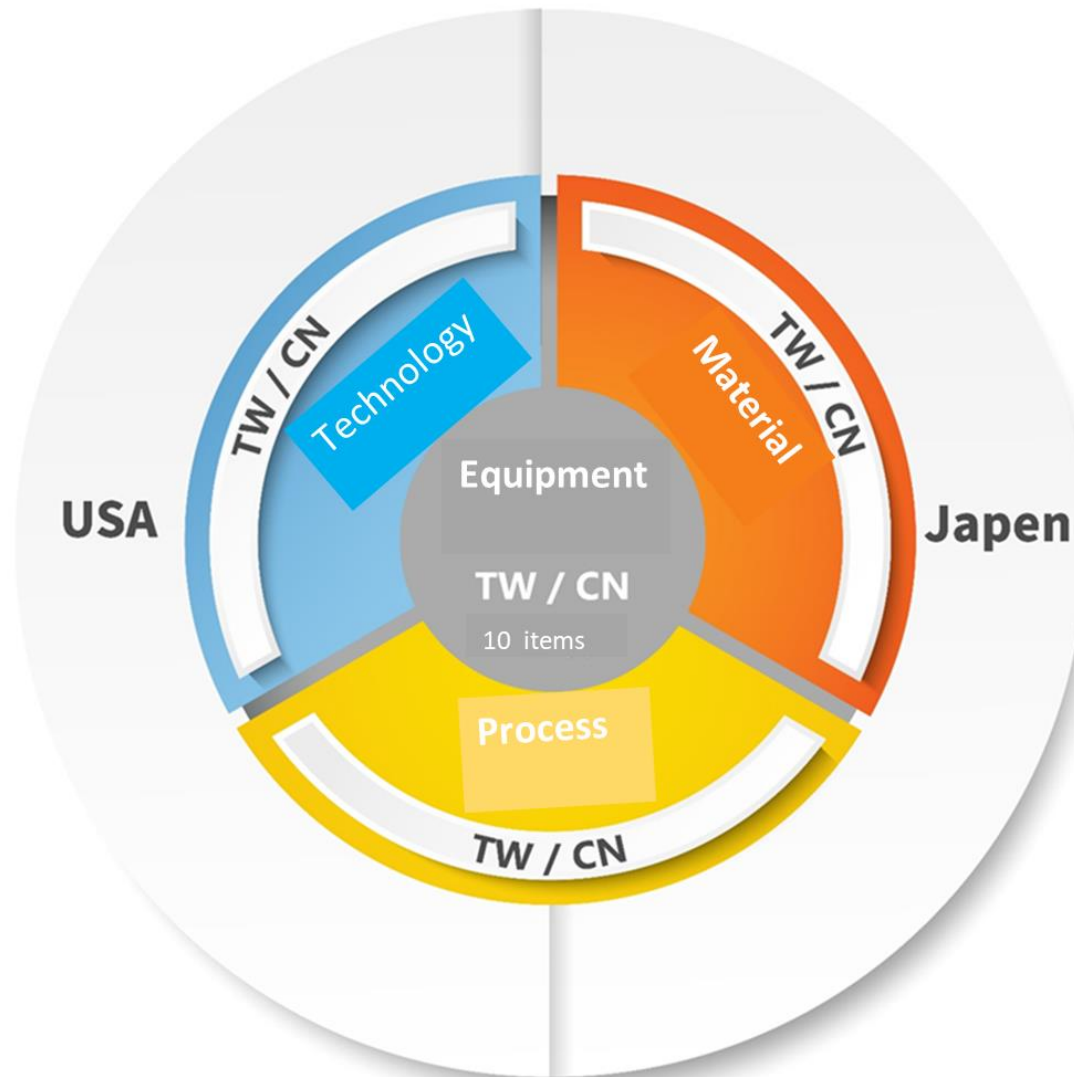 TW / CN
Technology
TW / CN
Material
Equipment
TW / CN
10 items
USA
Japen
Process
TW / CN